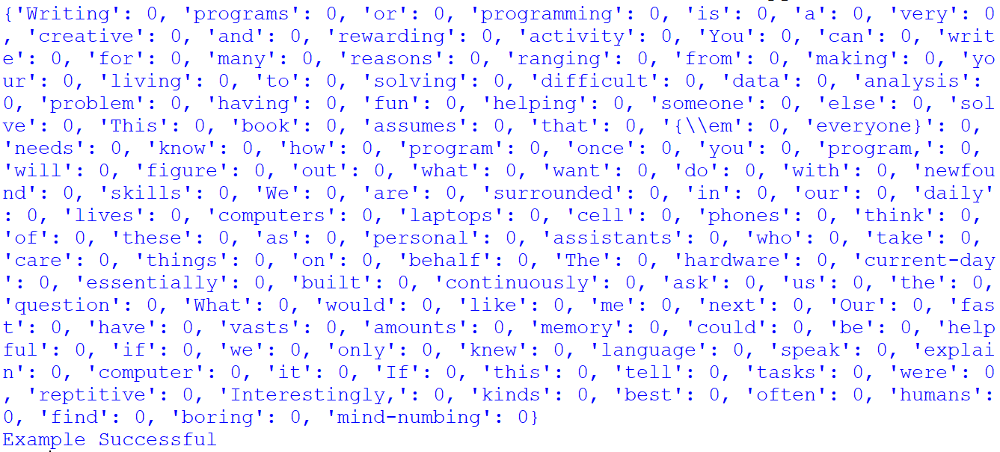 {'Writing': 0, 'programs': 0, 'or': 0, 'programming': 0, 'is': 0, 'a': 0, 'very': 0
, 'creative': 0, 'and': 0, 'rewarding': 0, 'activity': 0, 'You': 0, 'can': 0, 'writ
e': 0, 'for': 0, 'many': 0, 'reasons': 0, 'ranging': 0, 'from': 0, 'making': 0, 'yo
ur': 0, 'living': 0, 'to': 0, 'solving': 0, 'difficult': 0, 'data': 0, 'analysis':
0, 'problem': 0, 'having': 0, 'fun': 0, 'helping': 0, 'someone': 0, 'else': 0, 'sol
ve': 0, 'This': 0, 'book': 0, 'assumes': 0, 'that': 0, '{\\em': 0, 'everyone}': 0,
'needs': 0, 'know': 0, 'how': 0, 'program': 0, 'once': 0, 'you': 0, 'program,': 0,
'will': 0, 'figure': 0, 'out': 0, 'what': 0, 'want': 0, 'do': 0, 'with': 0, 'newfou
nd': 0, 'skills': 0, 'We': 0, 'are': 0, 'surrounded': 0, 'in': 0, 'our': 0, 'daily'
: 0, 'lives': 0, 'computers': 0, 'laptops': 0, 'cell': 0, 'phones': 0, 'think': 0,
'of': 0, 'these': 0, 'as': 0, 'personal': 0, 'assistants': 0, 'who': 0, 'take': 0,
'care': 0, 'things': 0, 'on': 0, 'behalf': 0, 'The': 0, 'hardware': 0, 'current-day
': 0, 'essentially': 0, 'built': 0, 'continuously': 0, 'ask': 0, 'us': 0, 'the': 0,
'question': 0, 'What': 0, 'would': 0, 'like': 0, 'me': 0, 'next': 0, 'Our': 0, 'fas
t': 0, 'have': 0, 'vasts': 0, 'amounts': 0, 'memory': 0, 'could': 0, 'be': 0, 'help
ful': 0, 'if': 0, 'we': 0, 'only': 0, 'knew': 0, 'language': 0, 'speak': 0, 'explai
n': 0, 'computer': 0, 'it': 0, 'If': 0, 'this': 0, 'tell': 0, 'tasks': 0, 'were': 0
, 'reptitive': 0, 'Interestingly,': 0, 'kinds': 0, 'best': 0, 'often': 0, 'humans':
0, 'find': 0, 'boring': 0, 'mind-numbing': 0}
Example Successful